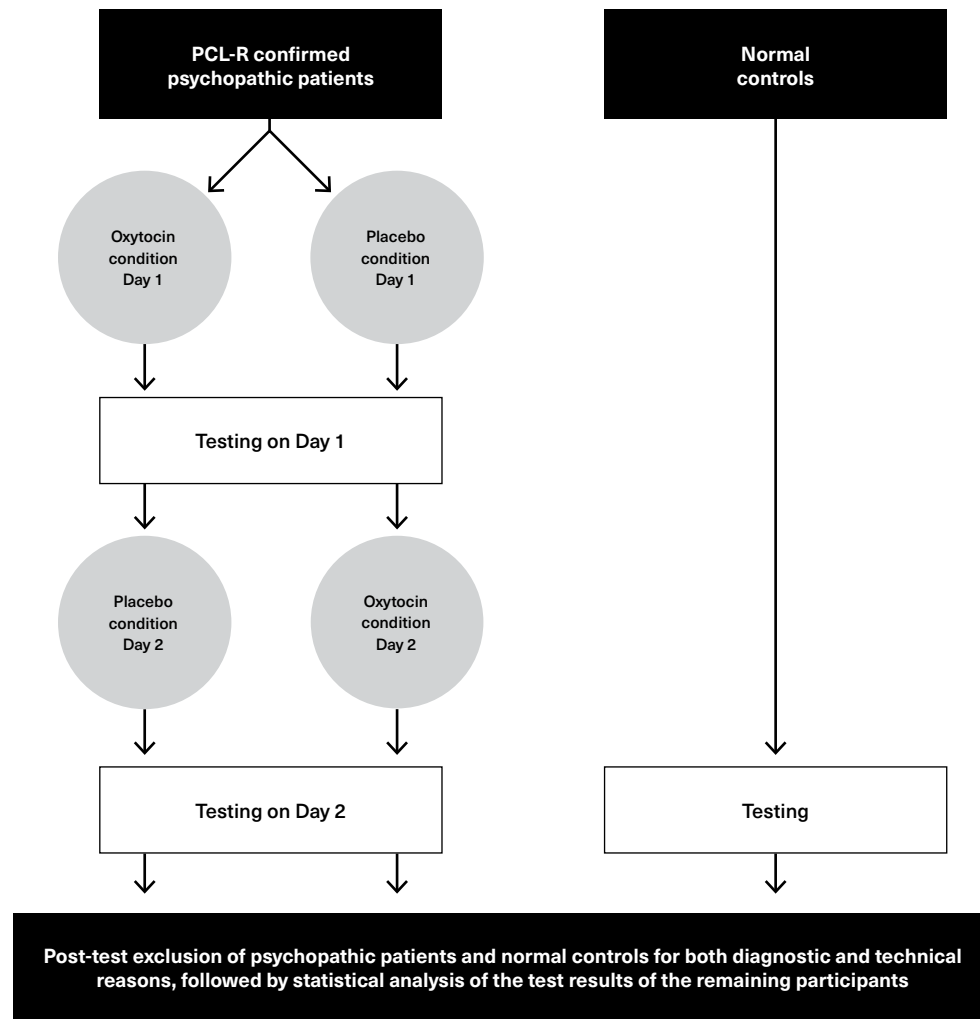 PCL-R confirmed
psychopathic patients
Normal
controls
Oxytocin
condition
Day 1
Placebo
condition
Day 1
Testing on Day 1
Placebo
condition
Day 2
Oxytocin
condition
Day 2
Testing on Day 2
Testing
Post-test exclusion of psychopathic patients and normal controls for both diagnostic and technical
reasons, followed by statistical analysis of the test results of the remaining participants